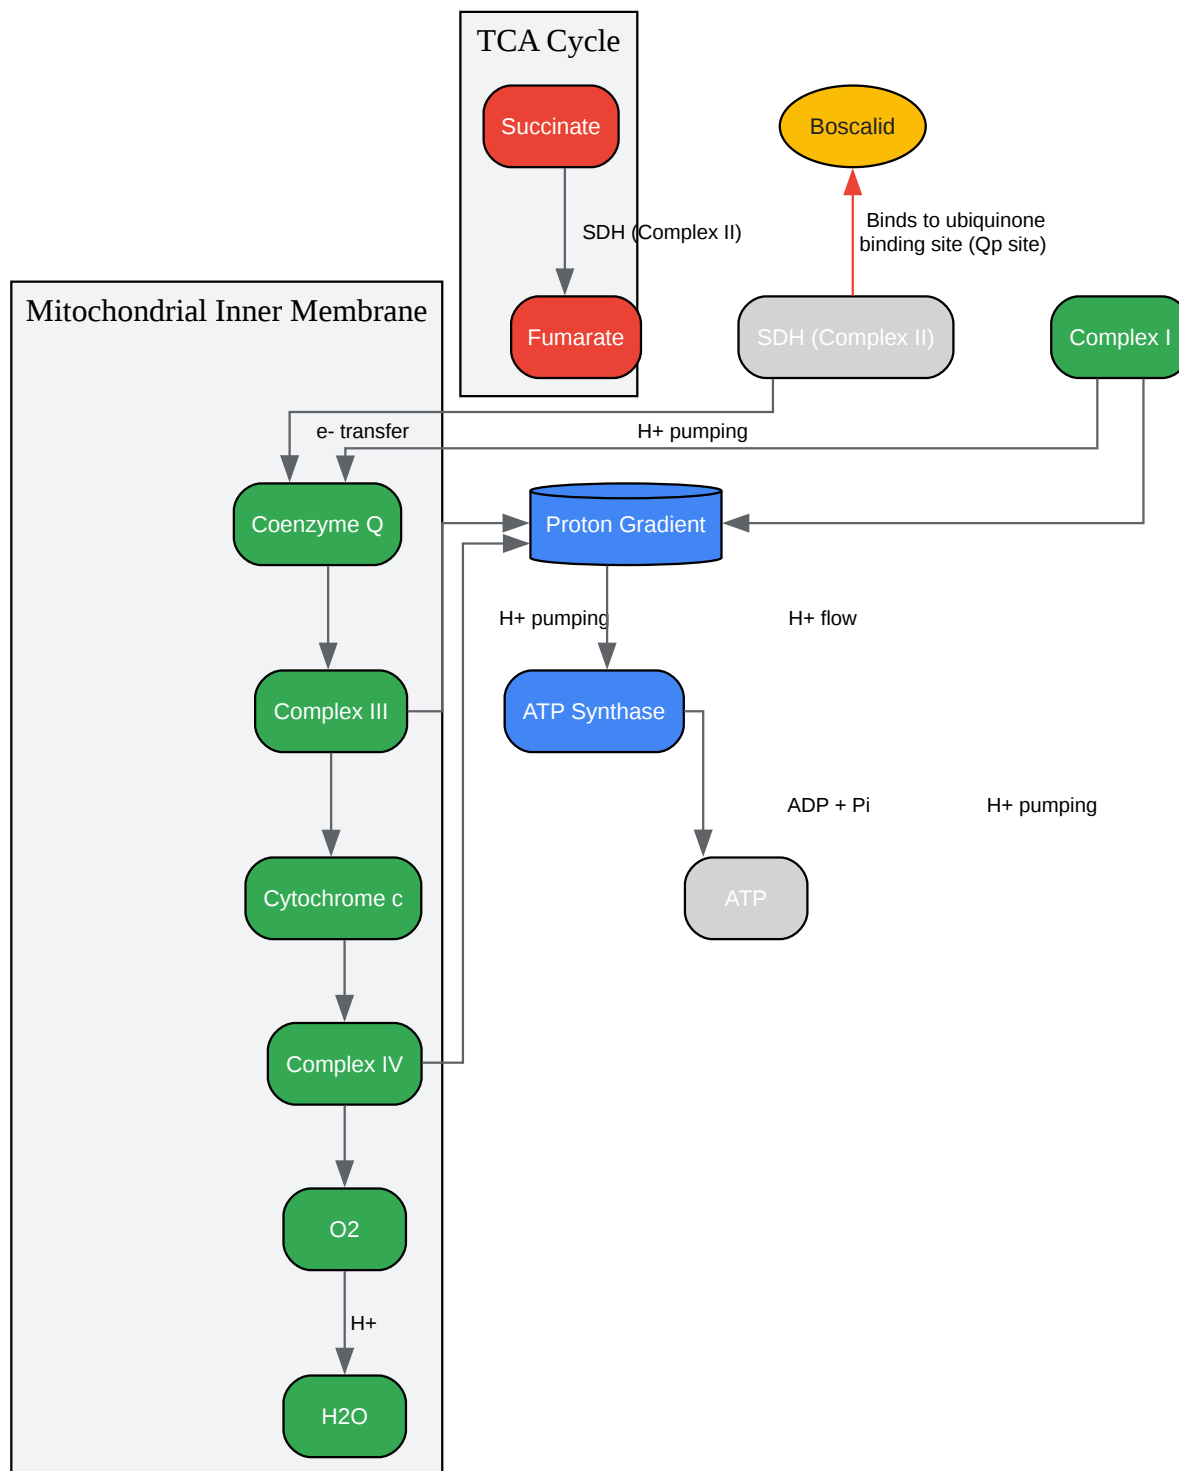 TCA Cycle
Succinate
Boscalid
SDH (Complex II)
Binds to ubiquinone
binding site (Qp site)
Mitochondrial Inner Membrane
Fumarate
SDH (Complex II)
Complex I
e- transfer
H+ pumping
Coenzyme Q
Proton Gradient
H+ pumping
H+ flow
Complex III
ATP Synthase
ADP + Pi
H+ pumping
Cytochrome c
ATP
Complex IV
O2
H+
H2O